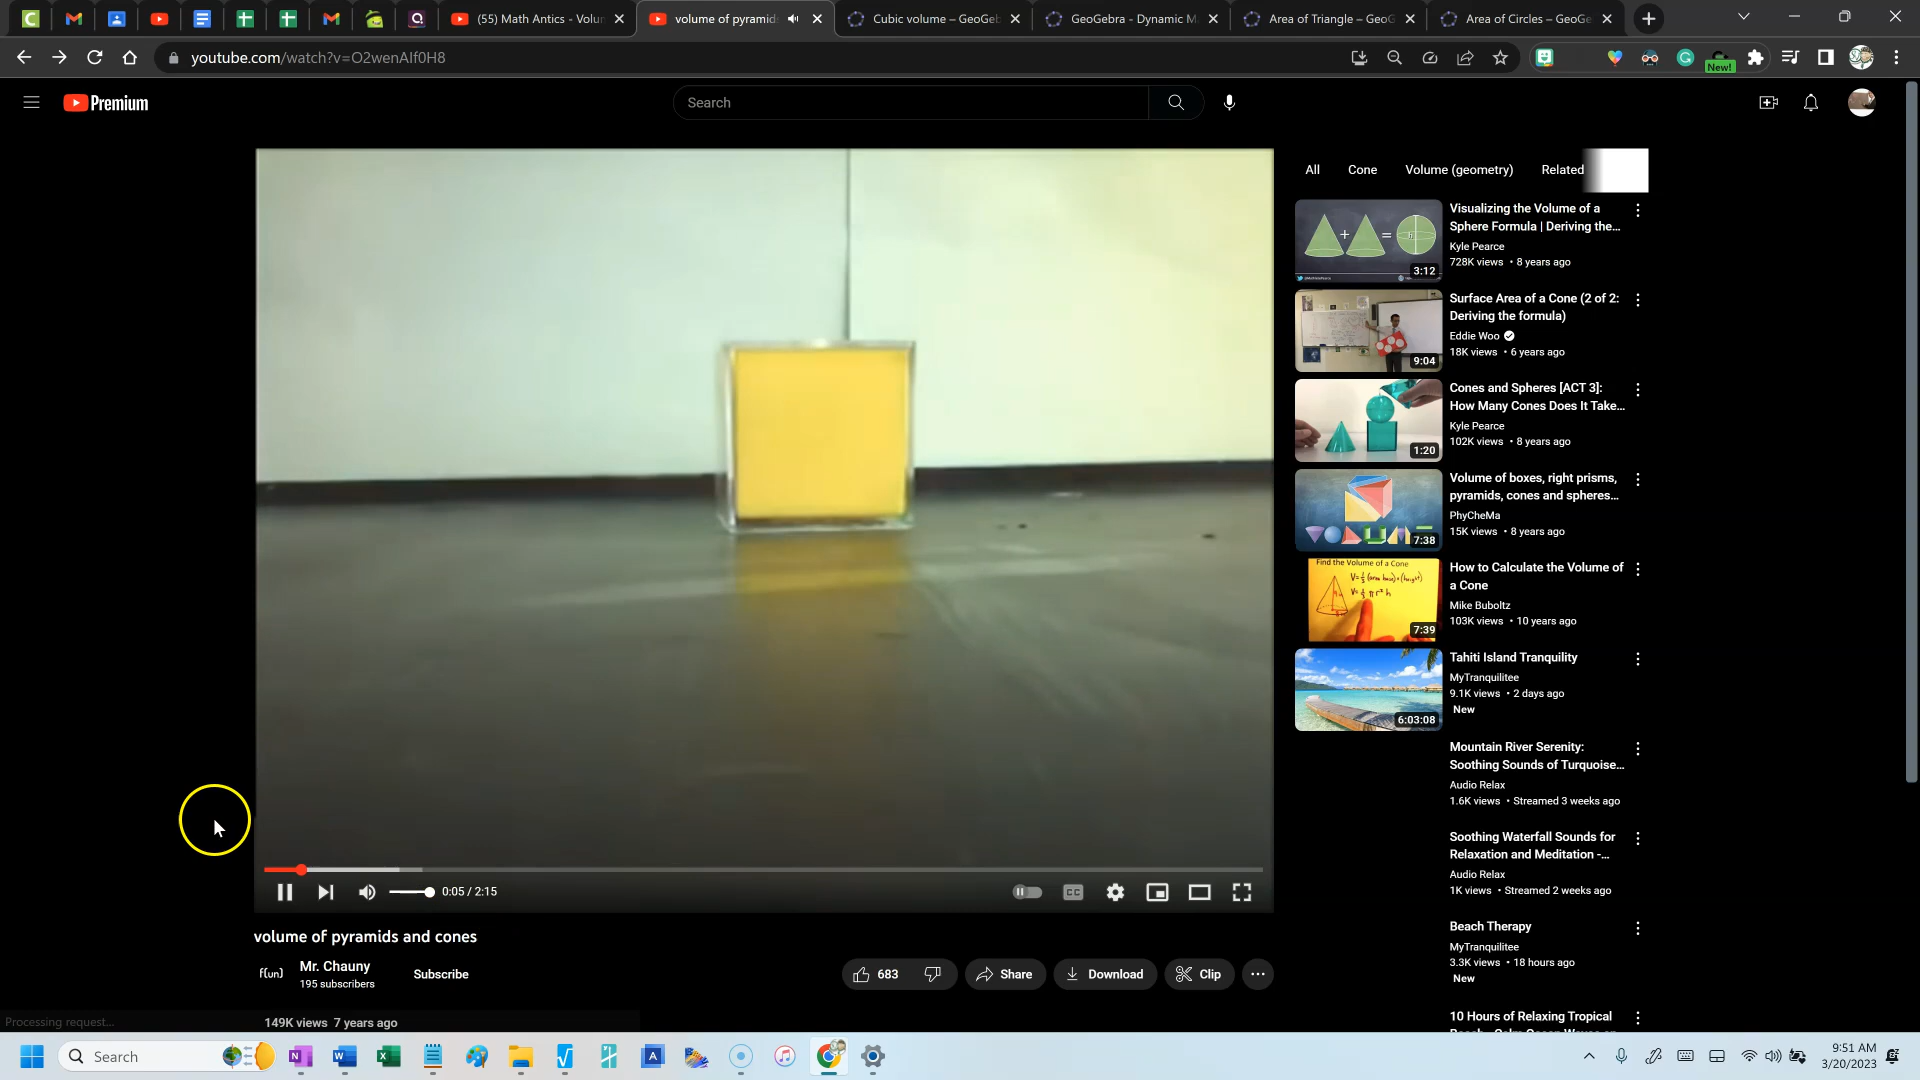 (55) Math Antics - Volu
volume of pyramid
Cubic volume – GeoGeb
GeoGebra - Dynamic M
Area of Triangle – GeoG
Area of Circles – GeoGe
youtube.com/watch?v=O2wenAIf0H8
New!
Premium
Search
All
Cone
Volume (geometry)
Related
Visualizing the Volume of a
Sphere Formula | Deriving the...
Kyle Pearce
728K views • 8 years ago
3:12
Surface Area of a Cone (2 of 2:
Deriving the formula)
Eddie Woo
18K views • 6 years ago
9:04
Cones and Spheres [ACT 3]:
How Many Cones Does It Take...
Kyle Pearce
102K views • 8 years ago
1:20
Volume of boxes, right prisms,
pyramids, cones and spheres...
PhyCheMa
15K views • 8 years ago
7:38
Find the Volume of a Cone
V=⅓(area base)×(height)
V=⅓πr²h
How to Calculate the Volume of
a Cone
Mike Buboltz
103K views • 10 years ago
7:39
Tahiti Island Tranquility
MyTranquilitee
9.1K views • 2 days ago
New
6:03:08
Mountain River Serenity:
Soothing Sounds of Turquoise...
Audio Relax
1.6K views • Streamed 3 weeks ago
Soothing Waterfall Sounds for
Relaxation and Meditation -...
Audio Relax
1K views • Streamed 2 weeks ago
Beach Therapy
MyTranquilitee
3.3K views • 18 hours ago
New
10 Hours of Relaxing Tropical
0:05 / 2:15
CC
volume of pyramids and cones
f(un)
Mr. Chauny
195 subscribers
Subscribe
683
Share
Download
Clip
149K views 7 years ago
Processing request...
Search
9:51 AM
3/20/2023